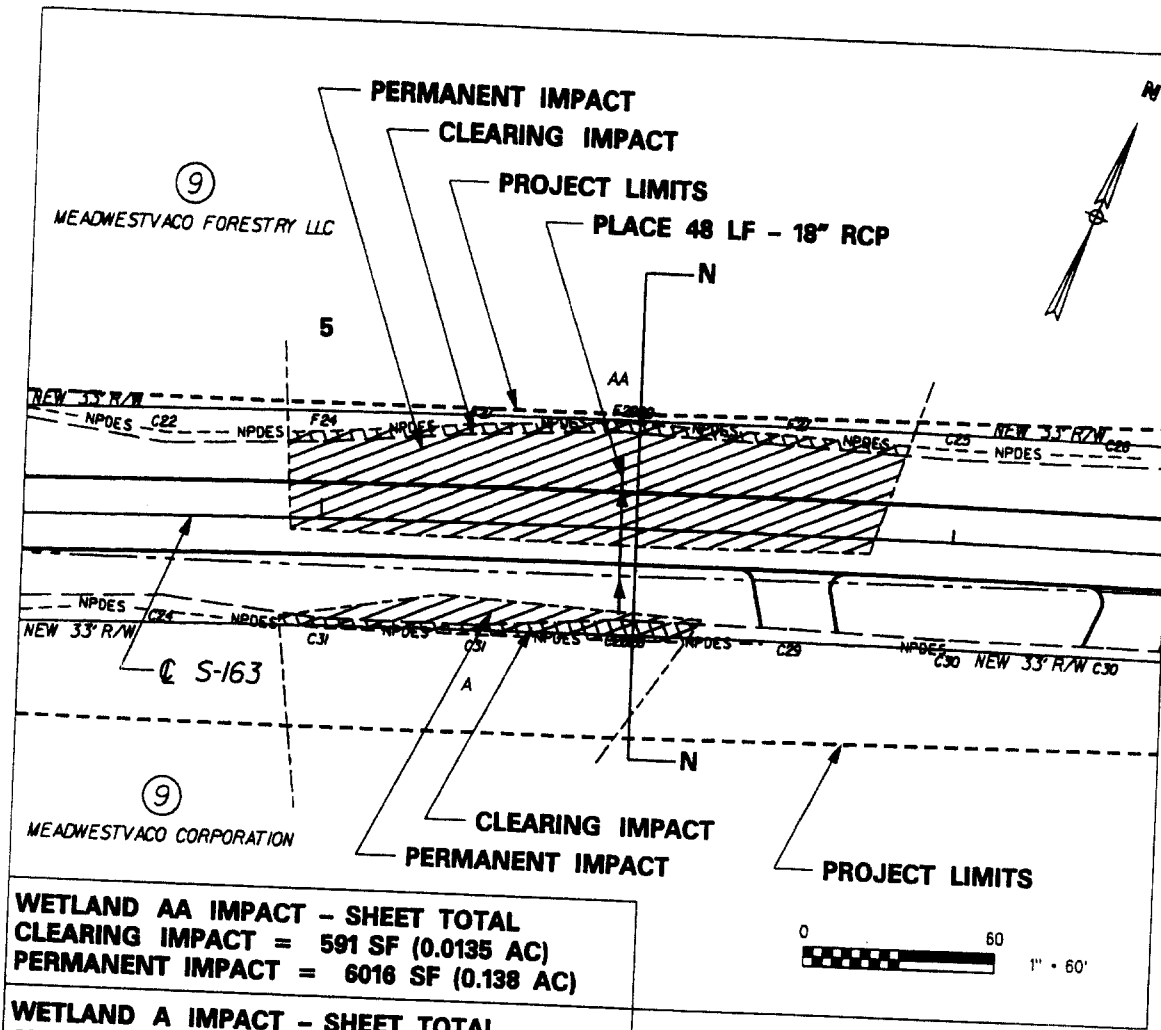 PERMANENT IMPACT
CLEARING IMPACT
PROJECT LIMITS
PLACE 48 LF - 18" RCP
N
9
MEADWESTVACO FORESTRY LLC
N
5
AA
NEW 33' R/W
NPDES
C22
NPDES
F24
NPDES
NPDES
NPDES
NPDES
C25
NEW 33' R/W
C26
NPDES
NPDES
C24
NPDES
NEW 33' R/W
C31
NPDES
C31
NPDES
NPDES
C29
NPDES
C30
NEW 33' R/W
C30
℄ S-163
A
N
9
MEADWESTVACO CORPORATION
CLEARING IMPACT
PERMANENT IMPACT
PROJECT LIMITS
WETLAND AA IMPACT - SHEET TOTAL
CLEARING IMPACT = 591 SF (0.0135 AC)
PERMANENT IMPACT = 6016 SF (0.138 AC)
0 60
1" = 60'
WETLAND A IMPACT - SHEET TOTAL